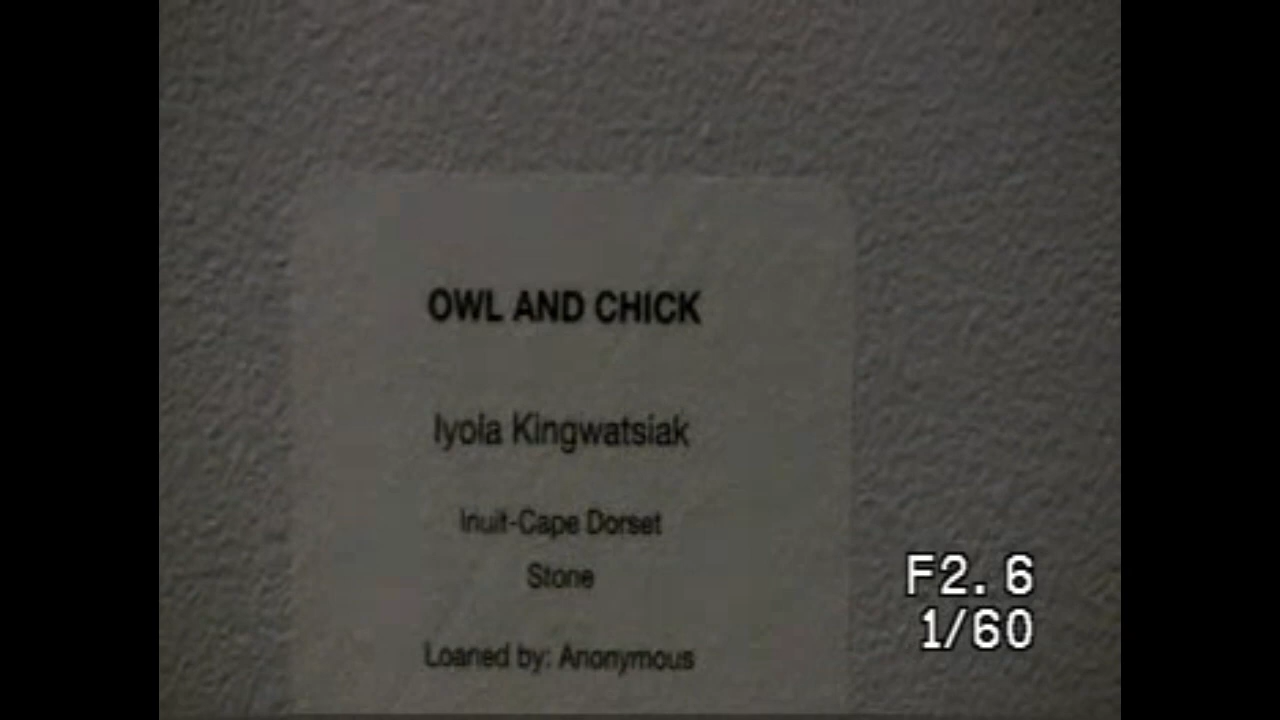 OWL AND CHICK
Iyola Kingwatsiak
Inuit-Cape Dorset
Stone
Loaned by: Anonymous
F2.6
1/60